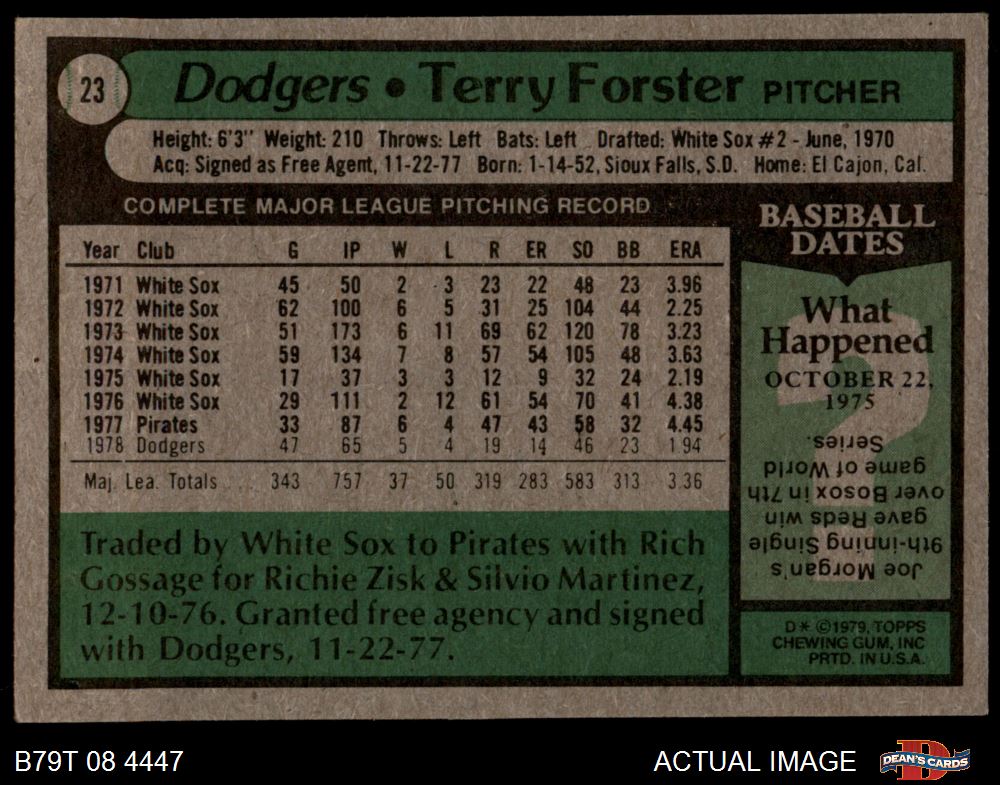 23 Dodgers • Terry Forster PITCHER
Height: 6'3" Weight: 210 Throws: Left Bats: Left Drafted: White Sox #2 - June, 1970
Acq: Signed as Free Agent, 11-22-77 Born: 1-14-52, Sioux Falls, S.D. Home: El Cajon, Cal.
COMPLETE MAJOR LEAGUE PITCHING RECORD
Year Club G IP W L R ER SO BB ERA
1971 White Sox 45 50 2 3 23 22 48 23 3.96
1972 White Sox 62 100 6 5 31 25 104 44 2.25
1973 White Sox 51 173 6 11 69 62 120 78 3.23
1974 White Sox 59 134 7 8 57 54 105 48 3.63
1975 White Sox 17 37 3 3 12 9 32 24 2.19
1976 White Sox 29 111 2 12 61 54 70 41 4.38
1977 Pirates 33 87 6 4 47 43 58 32 4.45
1978 Dodgers 47 65 5 4 19 14 46 23 1.94
Maj. Lea. Totals ... 343 757 37 50 319 283 583 313 3.36
Traded by White Sox to Pirates with Rich
Gossage for Richie Zisk & Silvio Martinez,
12-10-76. Granted free agency and signed
with Dodgers, 11-22-77.
BASEBALL
DATES
What
Happened
OCTOBER 22,
1975
?
Joe Morgan's
9th-inning single
gave Reds win
over Bosox in 7th
game of World
Series.
D* ©1979, TOPPS
CHEWING GUM, INC
PRTD. IN U.S.A.
B79T 08 4447
ACTUAL IMAGE
D
DEAN'S CARDS